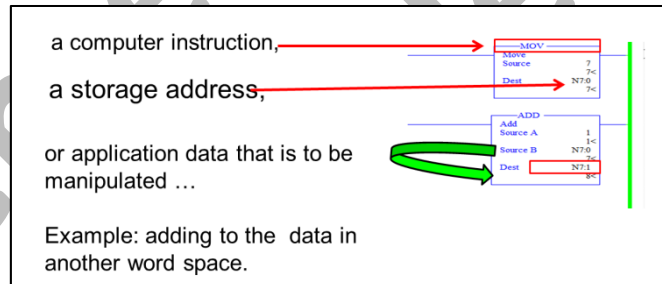 a computer instruction,
MOV
Move
Source 7
7<
a storage address,
Dest N7:0
7<
ADD
Add
Source A 1
1<
or application data that is to be
Source B N7:0
7<
manipulated …
Dest N7:1
8<
Example: adding to the data in
another word space.